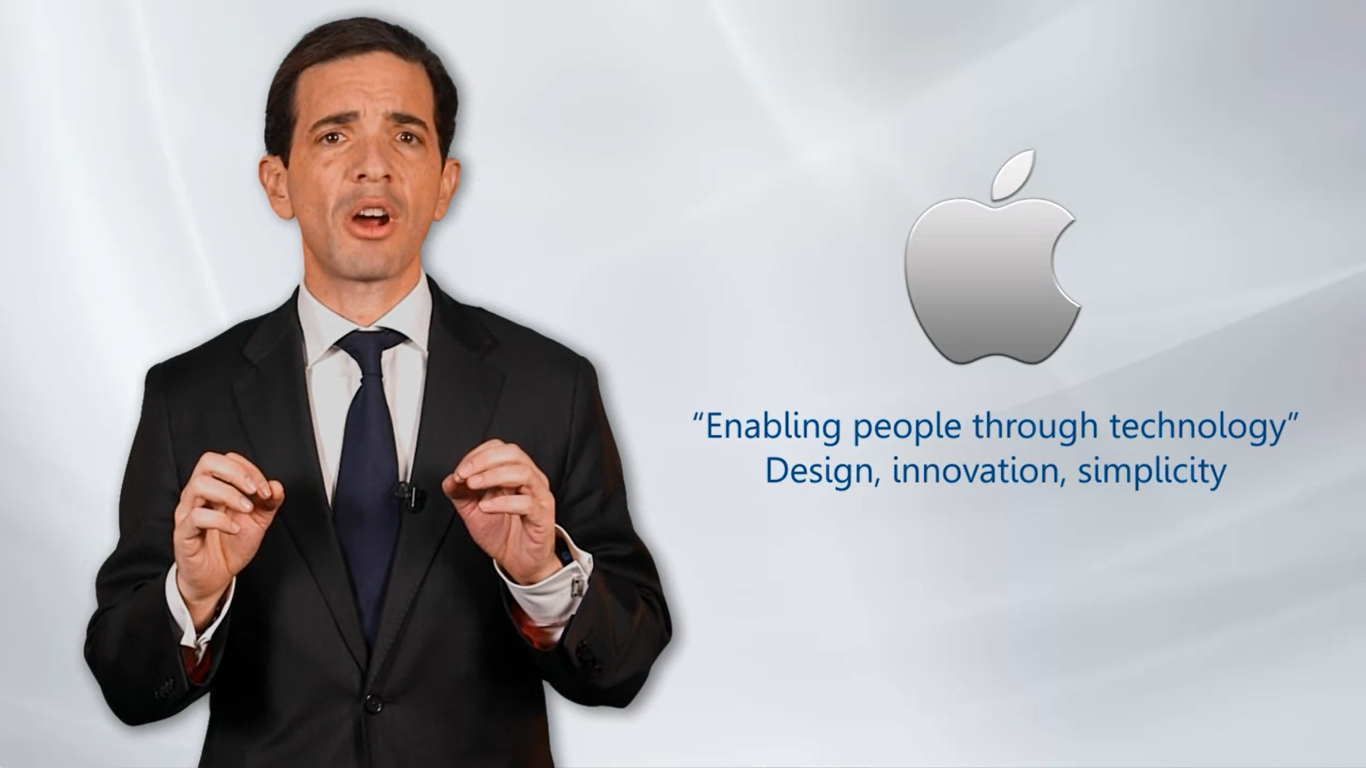 “Enabling people through technology”
Design, innovation, simplicity